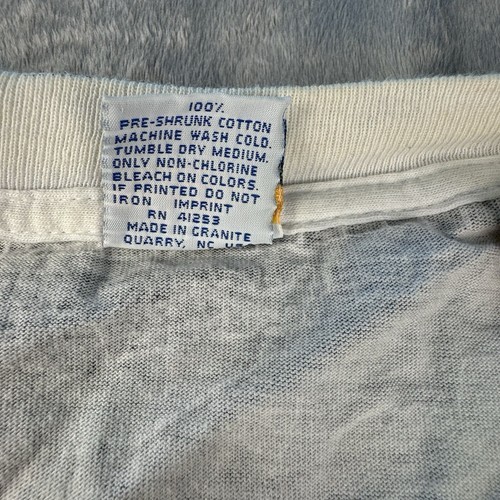 100%
PRE-SHRUNK COTTON
MACHINE WASH COLD.
TUMBLE DRY MEDIUM.
ONLY NON-CHLORINE
BLEACH ON COLORS.
IF PRINTED DO NOT
IRON IMPRINT
RN 41253
MADE IN GRANITE
QUARRY, NC